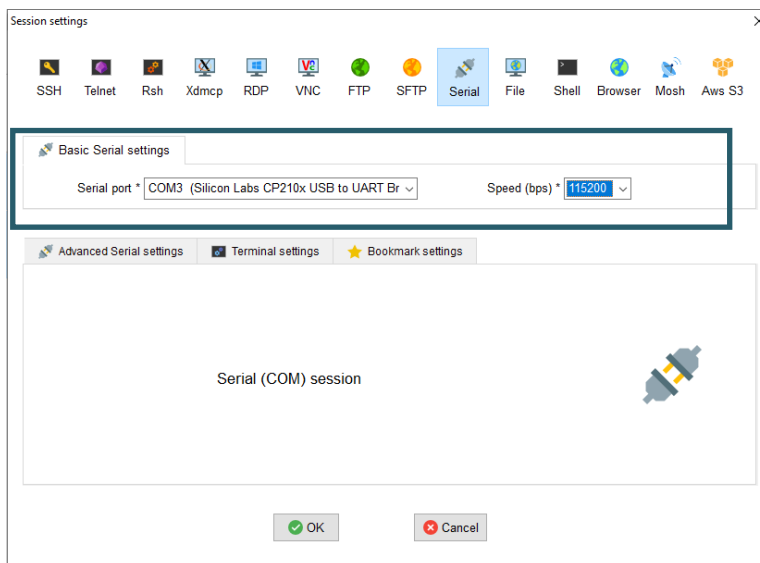 Session settings
SSH Telnet Rsh Xdmcp RDP VNC FTP SFTP Serial File Shell Browser Mosh Aws S3
Basic Serial settings
Serial port * COM3 (Silicon Labs CP210x USB to UART Br Speed (bps) * 115200
Advanced Serial settings Terminal settings Bookmark settings
Serial (COM) session
OK Cancel